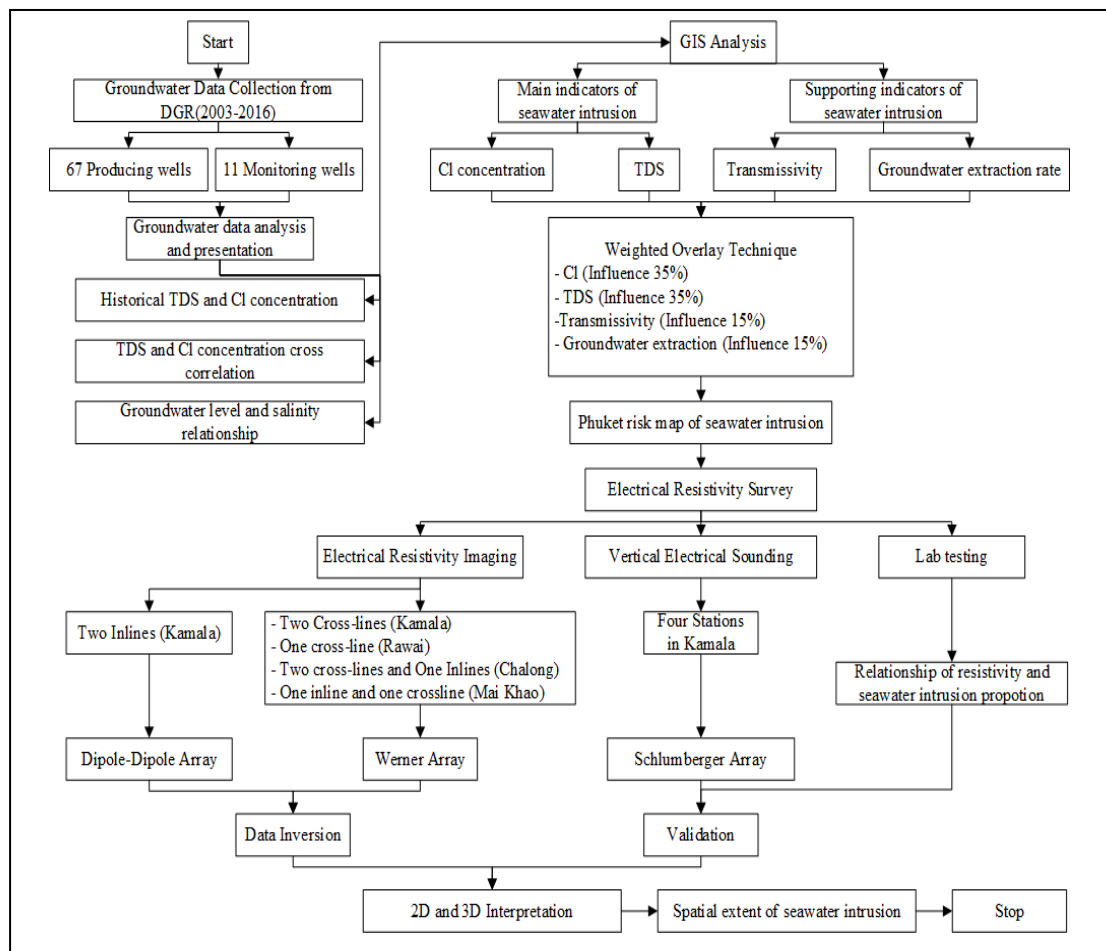 Start
GIS Analysis
Groundwater Data Collection from
DGR(2003-2016)
Main indicators of
seawater intrusion
Supporting indicators of
seawater intrusion
67 Producing wells
11 Monitoring wells
Cl concentration
TDS
Transmissivity
Groundwater extraction rate
Groundwater data analysis
and presentation
Weighted Overlay Technique
- Cl (Influence 35%)
- TDS (Influence 35%)
-Transmissivity (Influence 15%)
- Groundwater extraction (Influence 15%)
Historical TDS and Cl concentration
TDS and Cl concentration cross
correlation
Groundwater level and salinity
relationship
Phuket risk map of seawater intrusion
Electrical Resistivity Survey
Electrical Resistivity Imaging
Vertical Electrical Sounding
Lab testing
Two Inlines (Kamala)
- Two Cross-lines (Kamala)
- One cross-line (Rawai)
- Two cross-lines and One Inlines (Chalong)
- One inline and one crossline (Mai Khao)
Four Stations
in Kamala
Relationship of resistivity and
seawater intrusion propotion
Dipole-Dipole Array
Werner Array
Schlumberger Array
Data Inversion
Validation
2D and 3D Interpretation
Spatial extent of seawater intrusion
Stop